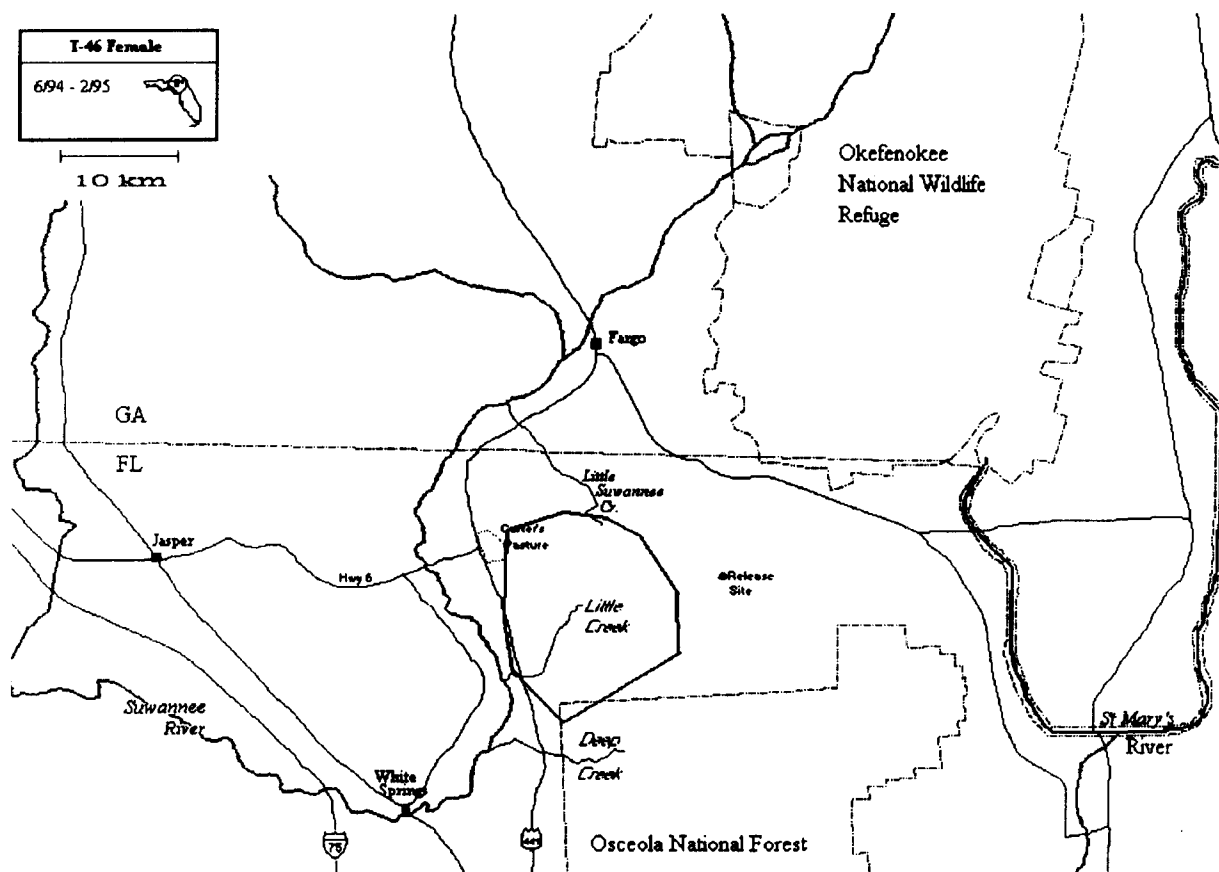 T-46 Female
6/94 - 2/95
10 km
Okefenokee
National Wildlife
Refuge
Fargo
GA
FL
Little
Suwannee
Cr.
Pasture
Jasper
Hwy 6
Release
Site
Little
Creek
Suwannee
River
St Mary's
River
Deep
Creek
White
Springs
75
441
Osceola National Forest